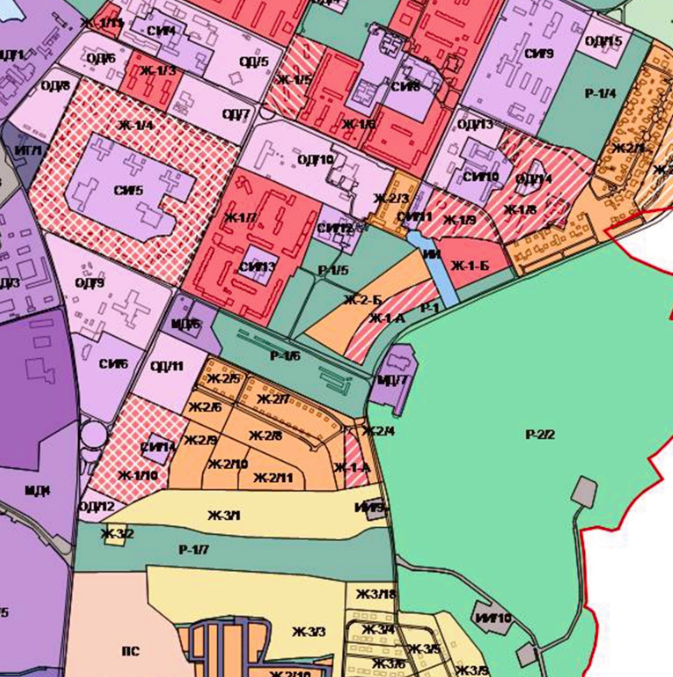 Ж-1/11
СИ/4
МД/1
ОД/6
Ж-1/3
ОД/5
Ж-1/5
СИ/8
СИ/9
ОД/15
Р-1/4
ОД/8
ОД/7
Ж-1/6
ОД/13
Ж-1/4
ИТ/1
ОД/10
Ж-2/1
СИ/5
СИ/10
ОД/14
Ж-2/3
СИ/11
Ж-1/9
Ж-1/8
Ж-1/7
СИ/12
СИ/13
Р-1/5
ИИ
Ж-1-Б
ОД/9
Ж-2-Б
Ж-1-А
Р-1
МД/6
Р-1/6
СИ/6
ОД/11
МД/7
Ж-2/5
Ж-2/7
Ж-2/6
Ж-2/4
Р-2/2
Ж-2/9
Ж-2/8
СИ/14
Ж-2/10
Ж-1-А
Ж-1/10
Ж-2/11
МД4
ОД/12
Ж-3/1
Ж-3/2
Р-1/7
Ж-3/18
ИИ/10
Ж-3/3
Ж-3/4
ПС
Ж-3/5
Ж-3/6
Ж-3/9
Ж-2/19